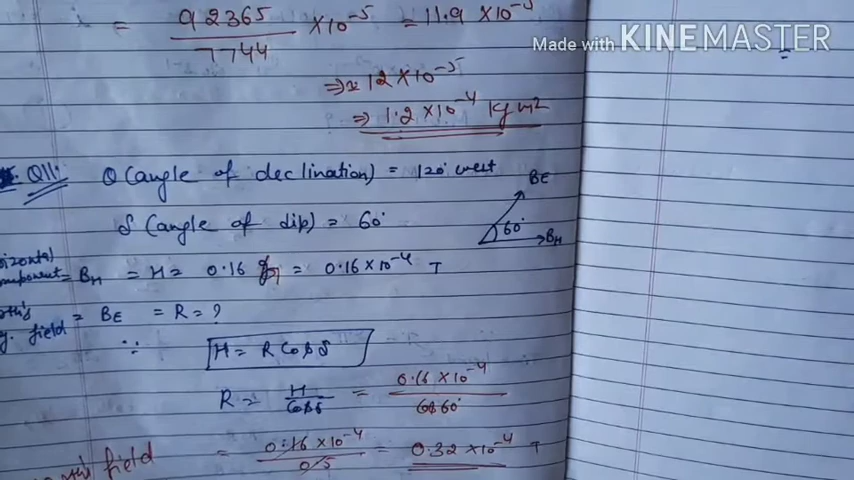 = 92365 / 7744 × 10⁻⁵ = 11.9 × 10⁻⁵
Made with KINEMASTER
⇒ ≈ 12 × 10⁻⁵
⇒ 1.2 × 10⁻⁴ kg m²
Q11. θ (angle of declination) = 12° west
δ (angle of dip) = 60°
BE
60°
BH
component = BH = H = 0.16 G = 0.16 × 10⁻⁴ T
field = BE = R = ?
∵ H = R Cos δ
R = H / Cos δ = 0.16 × 10⁻⁴ / Cos 60°
field = 0.16 × 10⁻⁴ / 0.5 = 0.32 × 10⁻⁴ T